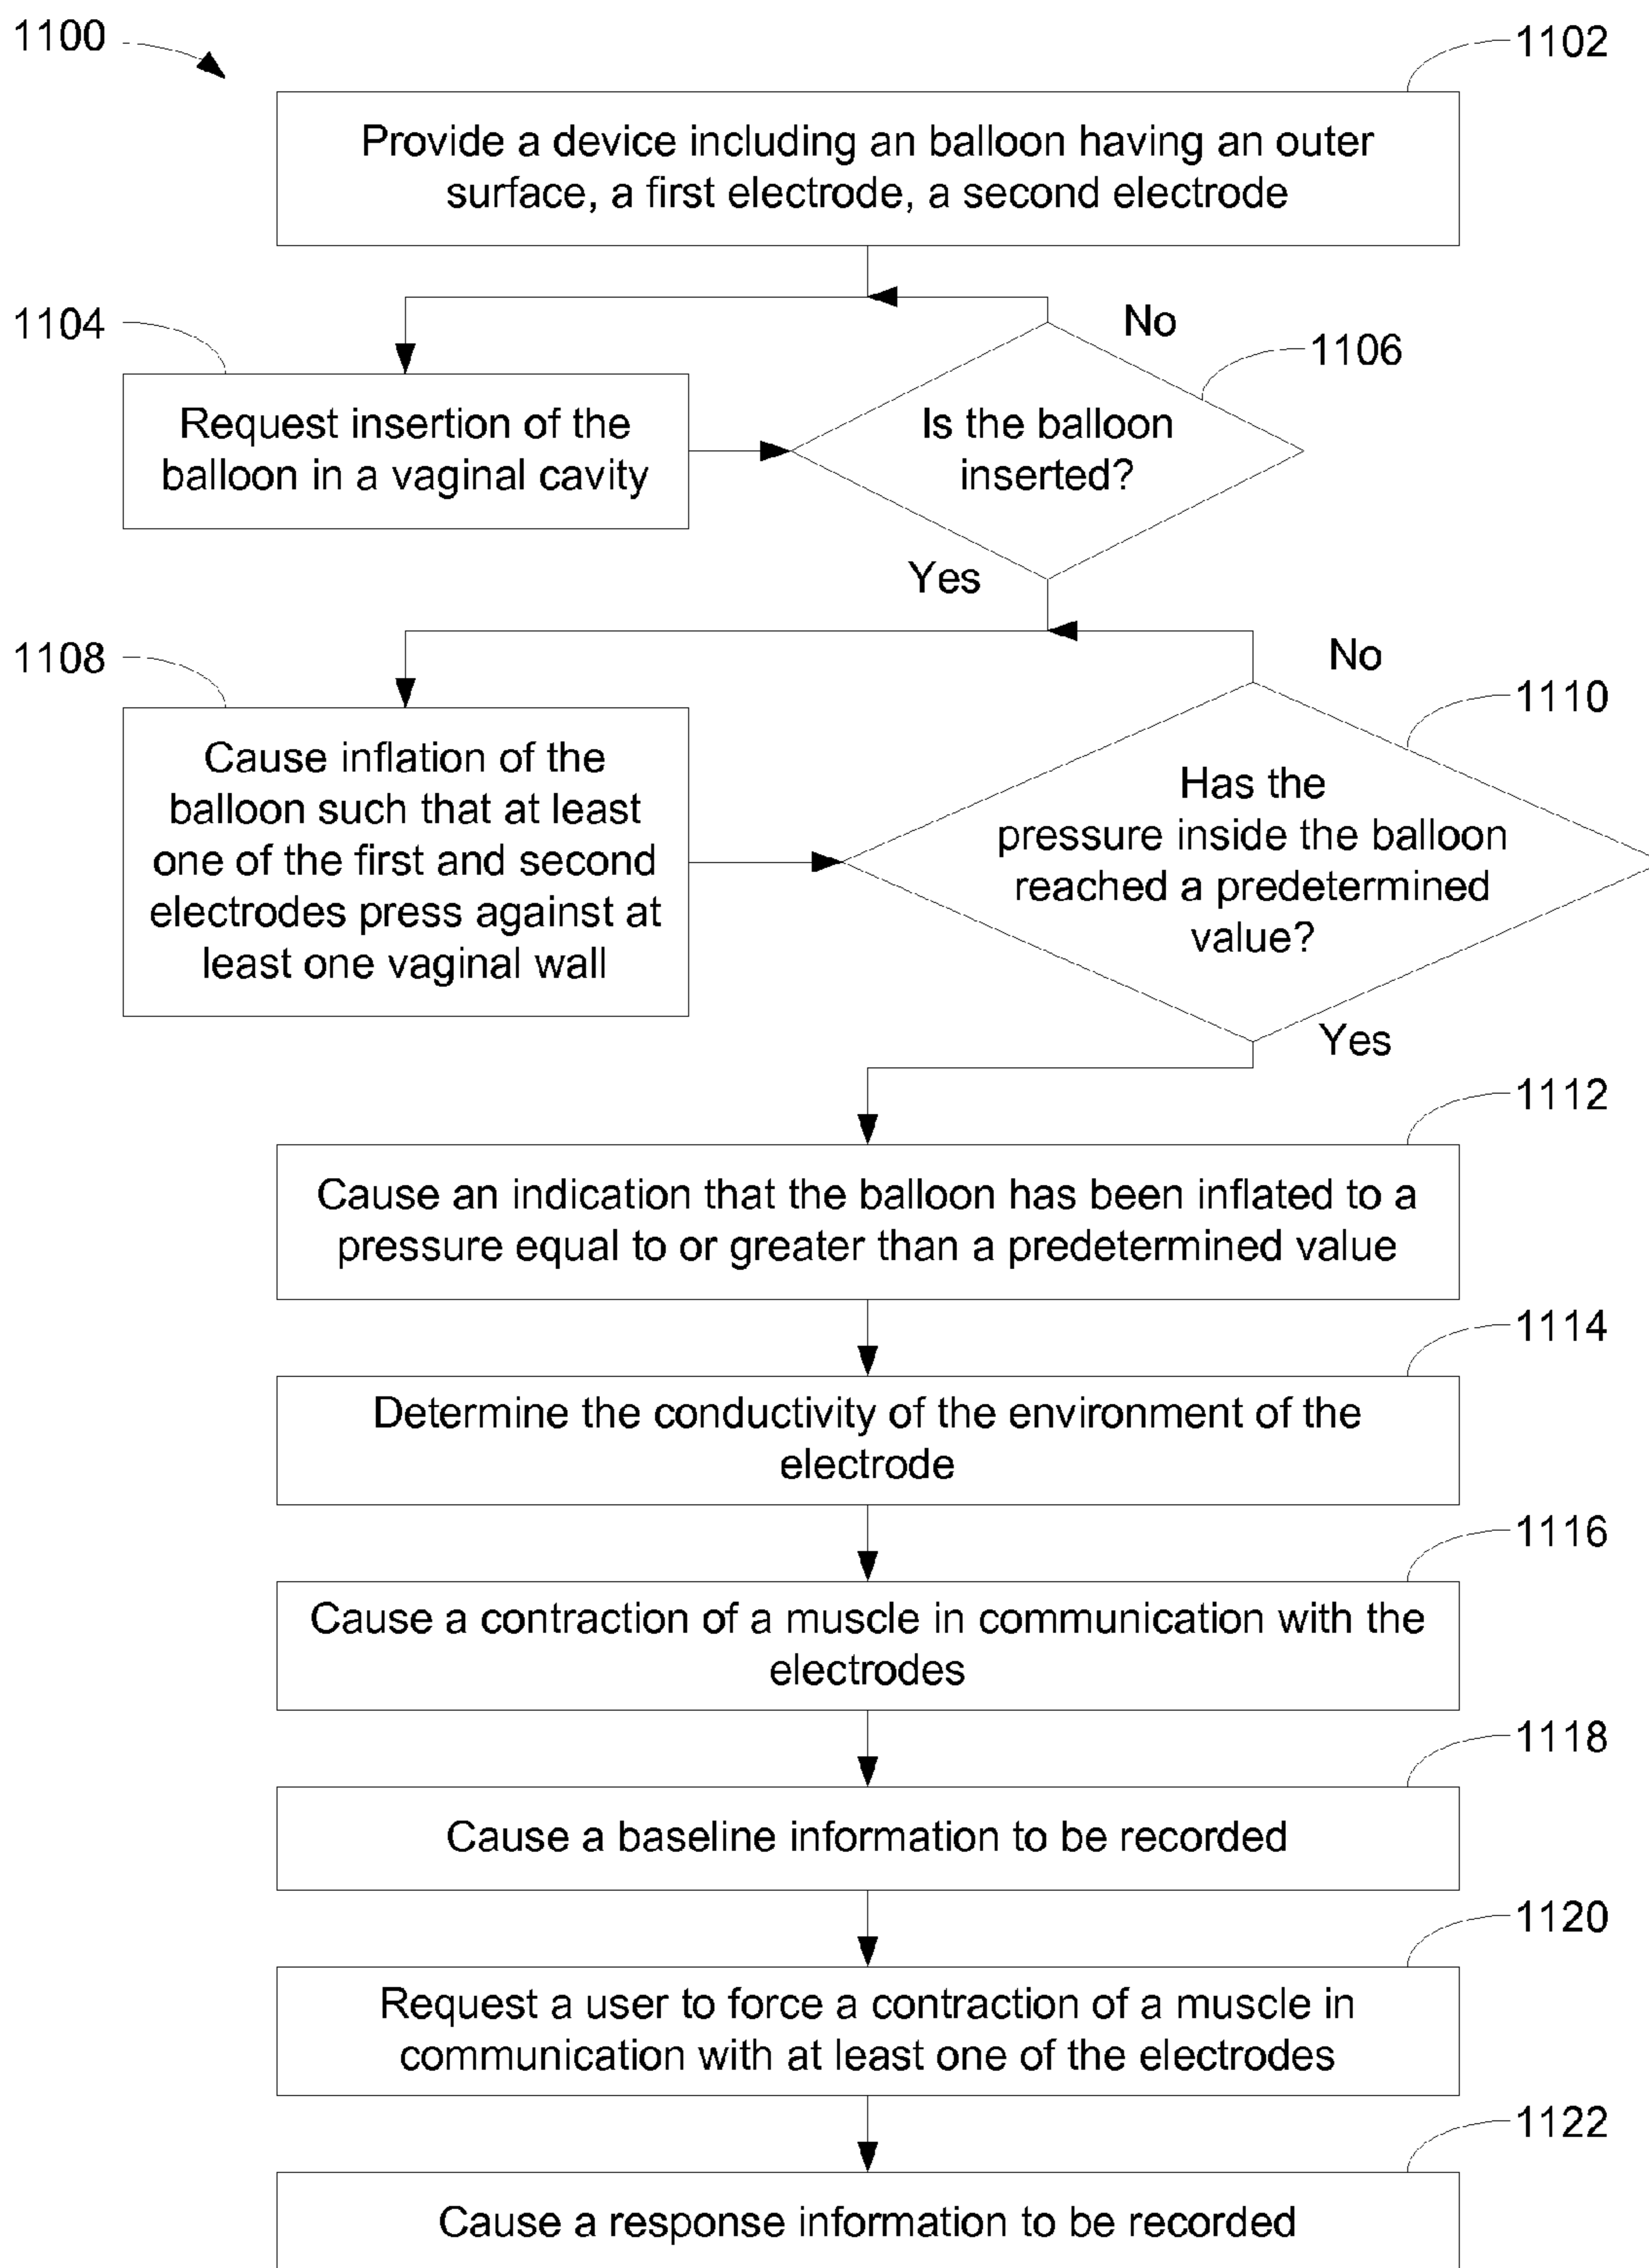 1100
1102
Provide a device including an balloon having an outer
surface, a first electrode, a second electrode
No
1104
1106
Request insertion of the
balloon in a vaginal cavity
Is the balloon
inserted?
Yes
1108
No
1110
Cause inflation of the
balloon such that at least
one of the first and second
electrodes press against at
least one vaginal wall
Has the
pressure inside the balloon
reached a predetermined
value?
Yes
1112
Cause an indication that the balloon has been inflated to a
pressure equal to or greater than a predetermined value
1114
Determine the conductivity of the environment of the
electrode
1116
Cause a contraction of a muscle in communication with the
electrodes
1118
Cause a baseline information to be recorded
1120
Request a user to force a contraction of a muscle in
communication with at least one of the electrodes
1122
Cause a response information to be recorded